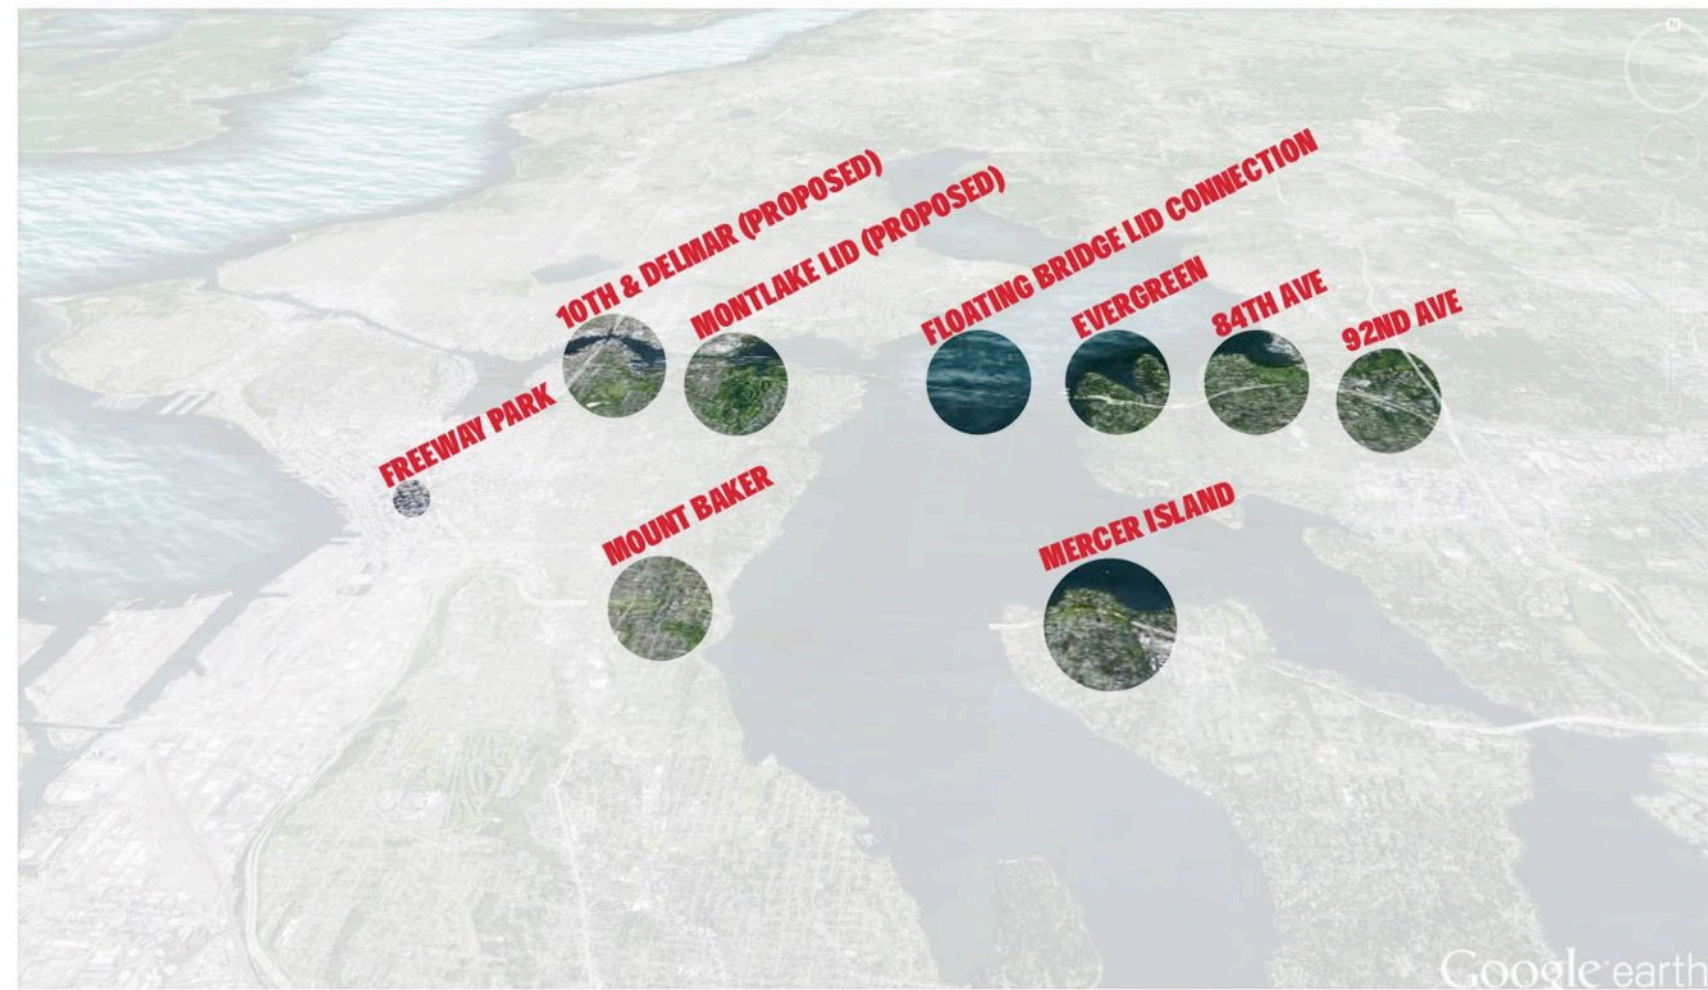 10TH & DELMAR (PROPOSED)
MONTLAKE LID (PROPOSED)
FLOATING BRIDGE LID CONNECTION
EVERGREEN
84TH AVE
92ND AVE
FREEWAY PARK
MOUNT BAKER
MERCER ISLAND
N
Google earth